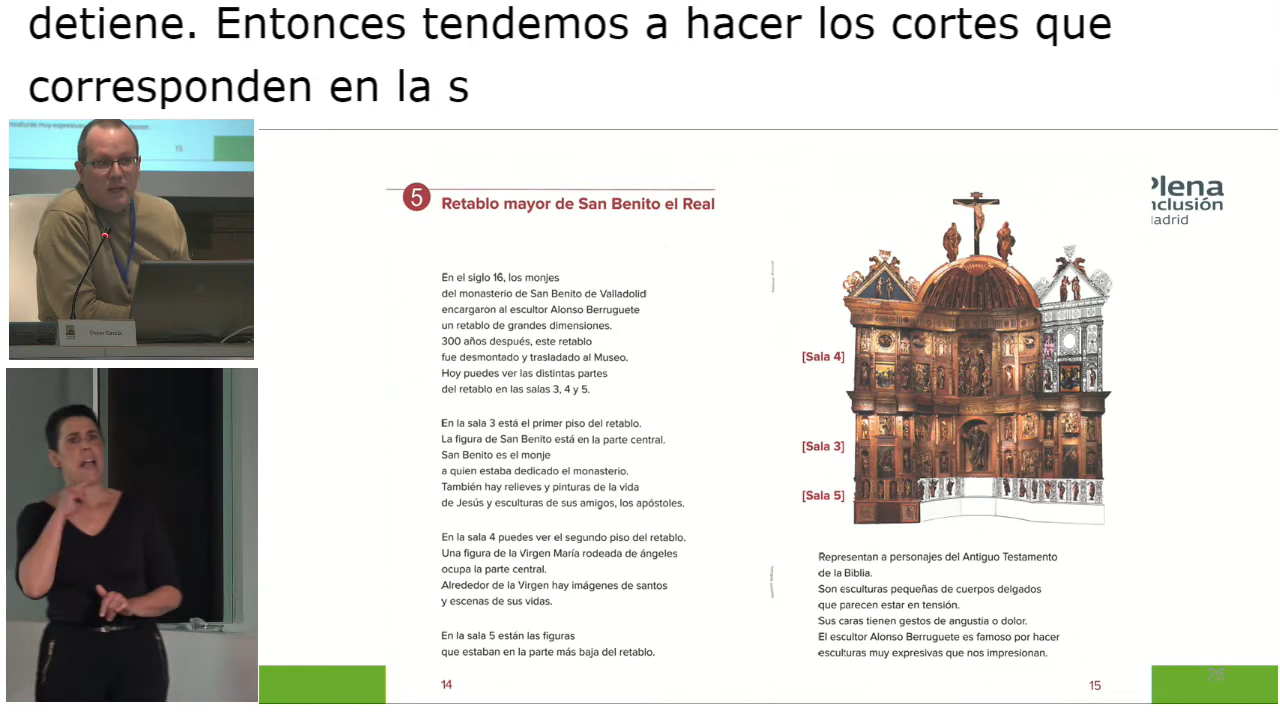 detiene. Entonces tendemos a hacer los cortes que
corresponden en la s
15
Oscar García
Plena
inclusión
Madrid
5 Retablo mayor de San Benito el Real
En el siglo 16, los monjes
del monasterio de San Benito de Valladolid
encargaron al escultor Alonso Berruguete
un retablo de grandes dimensiones.
300 años después, este retablo
fue desmontado y trasladado al Museo.
Hoy puedes ver las distintas partes
del retablo en las salas 3, 4 y 5.
En la sala 3 está el primer piso del retablo.
La figura de San Benito está en la parte central.
San Benito es el monje
a quien estaba dedicado el monasterio.
También hay relieves y pinturas de la vida
de Jesús y esculturas de sus amigos, los apóstoles.
En la sala 4 puedes ver el segundo piso del retablo.
Una figura de la Virgen María rodeada de ángeles
ocupa la parte central.
Alrededor de la Virgen hay imágenes de santos
y escenas de sus vidas.
En la sala 5 están las figuras
que estaban en la parte más baja del retablo.
14
[Sala 4]
[Sala 3]
[Sala 5]
Representan a personajes del Antiguo Testamento
de la Biblia.
Son esculturas pequeñas de cuerpos delgados
que parecen estar en tensión.
Sus caras tienen gestos de angustia o dolor.
El escultor Alonso Berruguete es famoso por hacer
esculturas muy expresivas que nos impresionan.
15
26